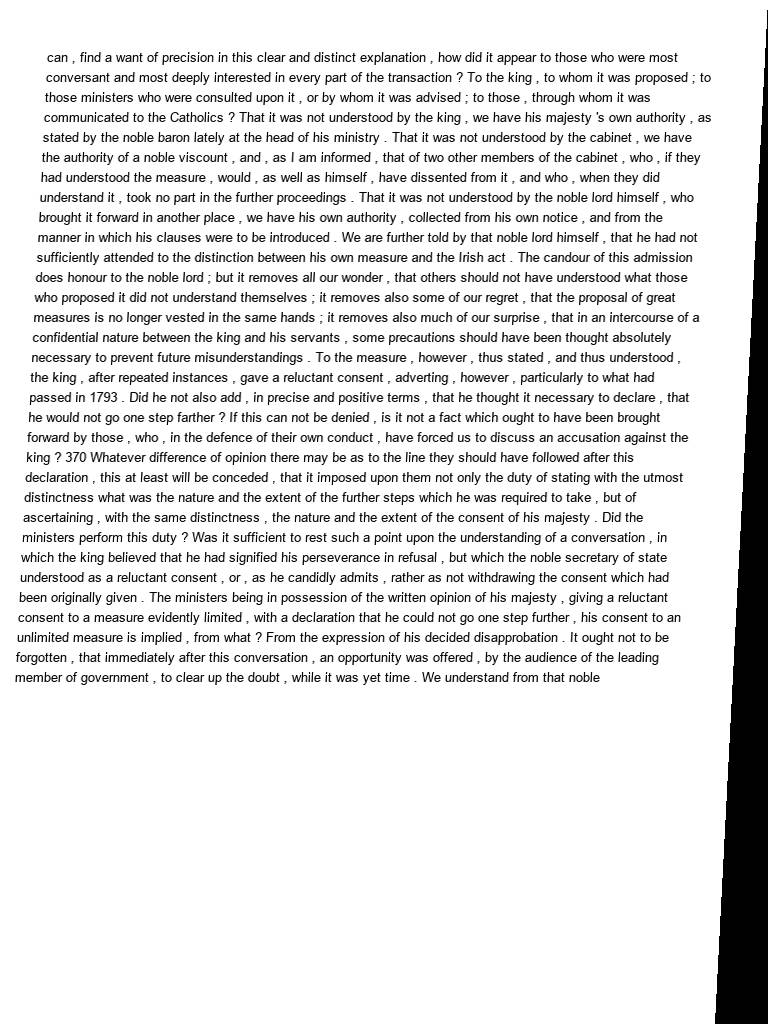 can , find a want of precision in this clear and distinct explanation , how did it appear to those who were most
conversant and most deeply interested in every part of the transaction ? To the king , to whom it was proposed ; to
those ministers who were consulted upon it , or by whom it was advised ; to those , through whom it was
communicated to the Catholics ? That it was not understood by the king , we have his majesty 's own authority , as
stated by the noble baron lately at the head of his ministry . That it was not understood by the cabinet , we have
the authority of a noble viscount , and , as I am informed , that of two other members of the cabinet , who , if they
had understood the measure , would , as well as himself , have dissented from it , and who , when they did
understand it , took no part in the further proceedings . That it was not understood by the noble lord himself , who
brought it forward in another place , we have his own authority , collected from his own notice , and from the
manner in which his clauses were to be introduced . We are further told by that noble lord himself , that he had not
sufficiently attended to the distinction between his own measure and the Irish act . The candour of this admission
does honour to the noble lord ; but it removes all our wonder , that others should not have understood what those
who proposed it did not understand themselves ; it removes also some of our regret , that the proposal of great
measures is no longer vested in the same hands ; it removes also much of our surprise , that in an intercourse of a
confidential nature between the king and his servants , some precautions should have been thought absolutely
necessary to prevent future misunderstandings . To the measure , however , thus stated , and thus understood ,
the king , after repeated instances , gave a reluctant consent , adverting , however , particularly to what had
passed in 1793 . Did he not also add , in precise and positive terms , that he thought it necessary to declare , that
he would not go one step farther ? If this can not be denied , is it not a fact which ought to have been brought
forward by those , who , in the defence of their own conduct , have forced us to discuss an accusation against the
king ? 370 Whatever difference of opinion there may be as to the line they should have followed after this
declaration , this at least will be conceded , that it imposed upon them not only the duty of stating with the utmost
distinctness what was the nature and the extent of the further steps which he was required to take , but of
ascertaining , with the same distinctness , the nature and the extent of the consent of his majesty . Did the
ministers perform this duty ? Was it sufficient to rest such a point upon the understanding of a conversation , in
which the king believed that he had signified his perseverance in refusal , but which the noble secretary of state
understood as a reluctant consent , or , as he candidly admits , rather as not withdrawing the consent which had
been originally given . The ministers being in possession of the written opinion of his majesty , giving a reluctant
consent to a measure evidently limited , with a declaration that he could not go one step further , his consent to an
unlimited measure is implied , from what ? From the expression of his decided disapprobation . It ought not to be
forgotten , that immediately after this conversation , an opportunity was offered , by the audience of the leading
member of government , to clear up the doubt , while it was yet time . We understand from that noble